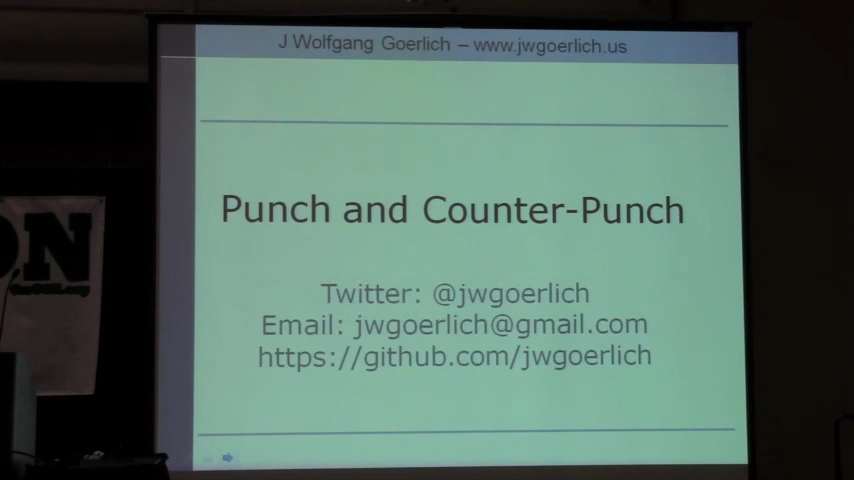 J Wolfgang Goerlich – www.jwgoerlich.us
Punch and Counter-Punch
Twitter: @jwgoerlich
Email: jwgoerlich@gmail.com
https://github.com/jwgoerlich
ON